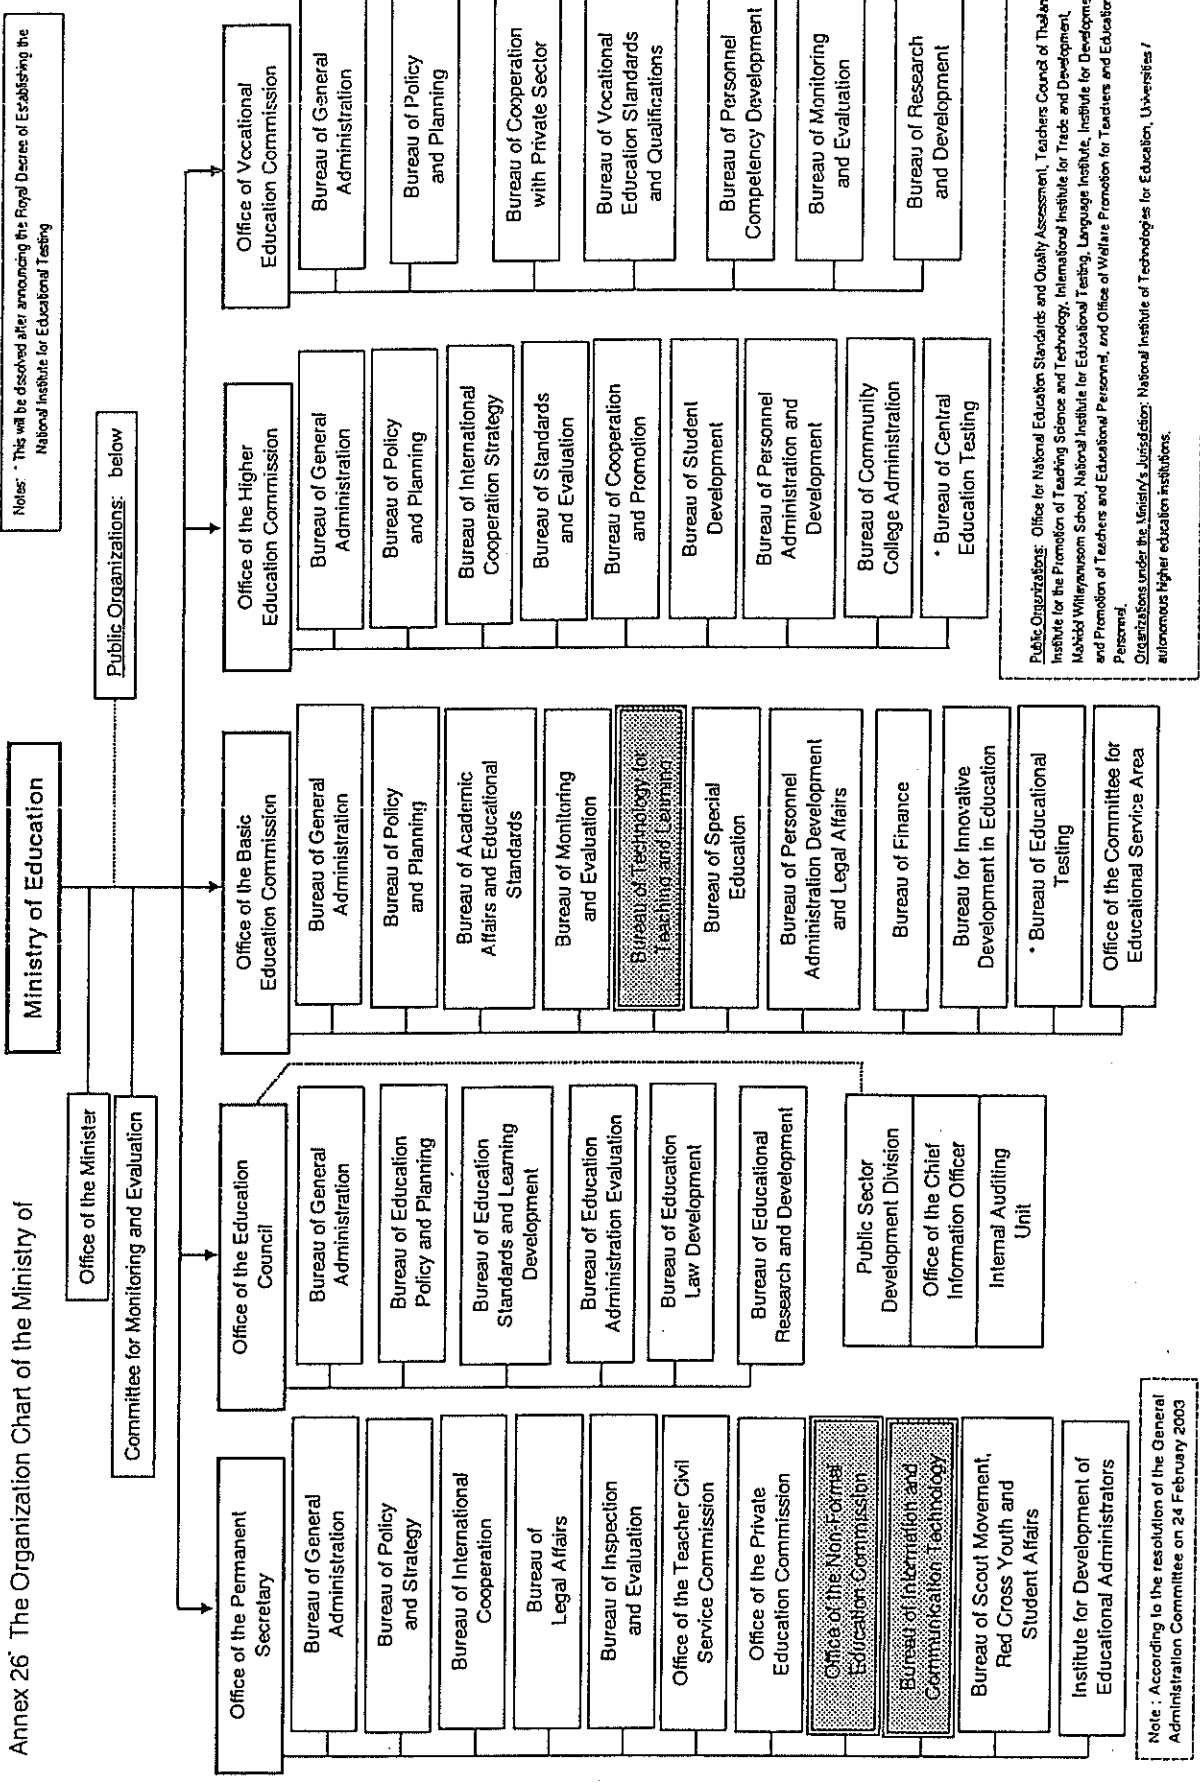 Annex 26 The Organization Chart of the Ministry of
Ministry of Education
Notes: * This will be dissolved after announcing the Royal Decree of Establishing the
National Institute for Educational Testing
Office of the Minister
Committee for Monitoring and Evaluation
Public Organizations: below
Office of the Permanent
Secretary
Bureau of General
Administration
Bureau of Policy
and Strategy
Bureau of International
Cooperation
Bureau of
Legal Affairs
Bureau of Inspection
and Evaluation
Office of the Teacher Civil
Service Commission
Office of the Private
Education Commission
Office of the Non-Formal
Education Commission
Bureau of Information and
Communication Technology
Bureau of Scout Movement,
Red Cross Youth and
Student Affairs
Institute for Development of
Educational Administrators
Office of the Education
Council
Bureau of General
Administration
Bureau of Education
Policy and Planning
Bureau of Education
Standards and Learning
Development
Bureau of Education
Administration Evaluation
Bureau of Education
Law Development
Bureau of Educational
Research and Development
Public Sector
Development Division
Office of the Chief
Information Officer
Internal Auditing
Unit
Office of the Basic
Education Commission
Bureau of General
Administration
Bureau of Policy
and Planning
Bureau of Academic
Affairs and Educational
Standards
Bureau of Monitoring
and Evaluation
Bureau of Technology for
Teaching and Learning
Bureau of Special
Education
Bureau of Personnel
Administration Development
and Legal Affairs
Bureau of Finance
Bureau for Innovative
Development in Education
* Bureau of Educational
Testing
Office of the Committee for
Educational Service Area
Office of the Higher
Education Commission
Bureau of General
Administration
Bureau of Policy
and Planning
Bureau of International
Cooperation Strategy
Bureau of Standards
and Evaluation
Bureau of Cooperation
and Promotion
Bureau of Student
Development
Bureau of Personnel
Administration and
Development
Bureau of Community
College Administration
* Bureau of Central
Education Testing
Office of Vocational
Education Commission
Bureau of General
Administration
Bureau of Policy
and Planning
Bureau of Cooperation
with Private Sector
Bureau of Vocational
Education Standards
and Qualifications
Bureau of Personnel
Competency Development
Bureau of Monitoring
and Evaluation
Bureau of Research
and Development
Note : According to the resolution of the General
Administration Committee on 24 February 2003
Public Organizations: Office for National Education Standards and Quality Assessment, Teachers Council of Thailan
Institute for the Promotion of Teaching Science and Technology, International Institute for Trade and Development,
Mahidol Wittayanusorn School, National Institute for Educational Testing, Language Institute, Institute for Developme
and Promotion of Teachers and Educational Personnel, and Office of Welfare Promotion for Teachers and Education
Personnel.
Organizations under the Ministry's Jurisdiction: National Institute of Technologies for Education, Universities /
autonomous higher education institutions.